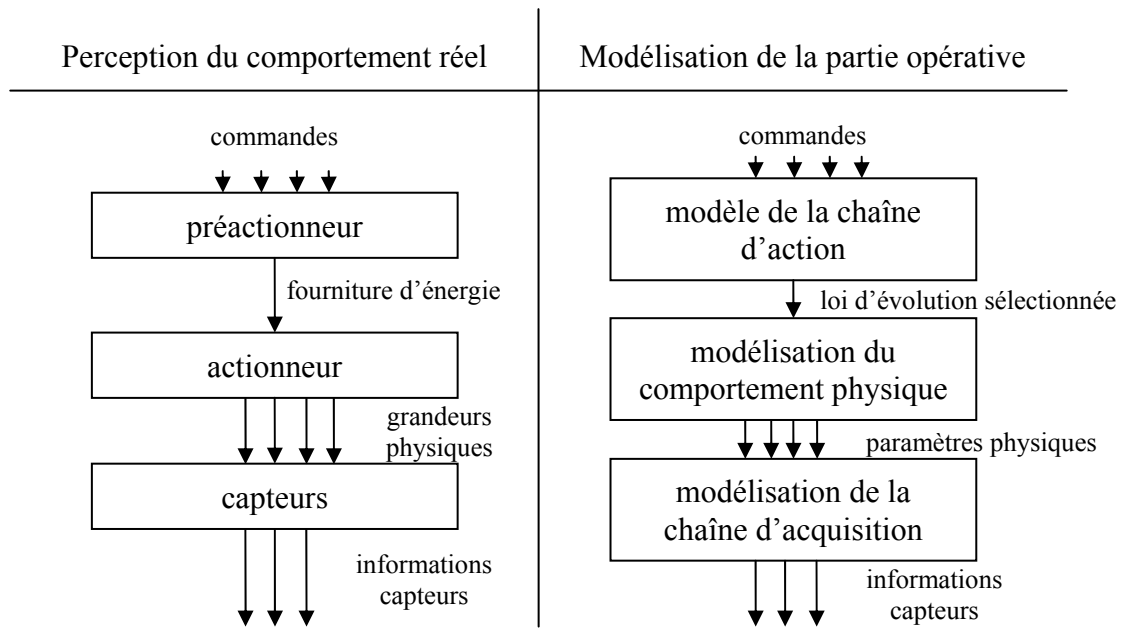 Perception du comportement réel
Modélisation de la partie opérative
commandes
préactionneur
fourniture d’énergie
actionneur
grandeurs
physiques
capteurs
informations
capteurs
commandes
modèle de la chaîne
d’action
loi d’évolution sélectionnée
modélisation du
comportement physique
paramètres physiques
modélisation de la
chaîne d’acquisition
informations
capteurs